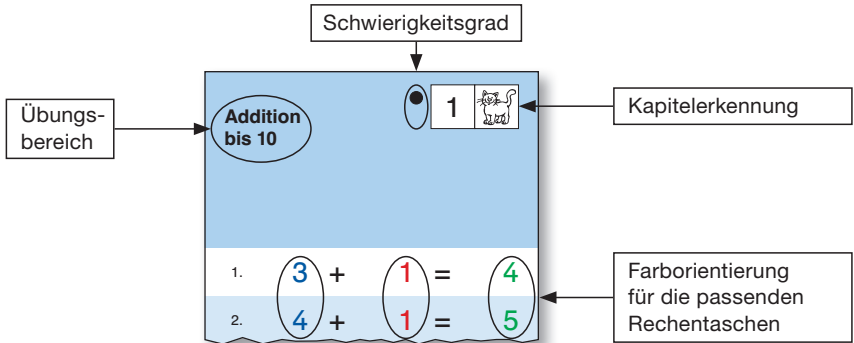 Schwierigkeitsgrad
Übungs-
bereich
Addition
bis 10
1
Kapitelerkennung
1. 3 + 1 = 4
2. 4 + 1 = 5
Farborientierung
für die passenden
Rechentaschen